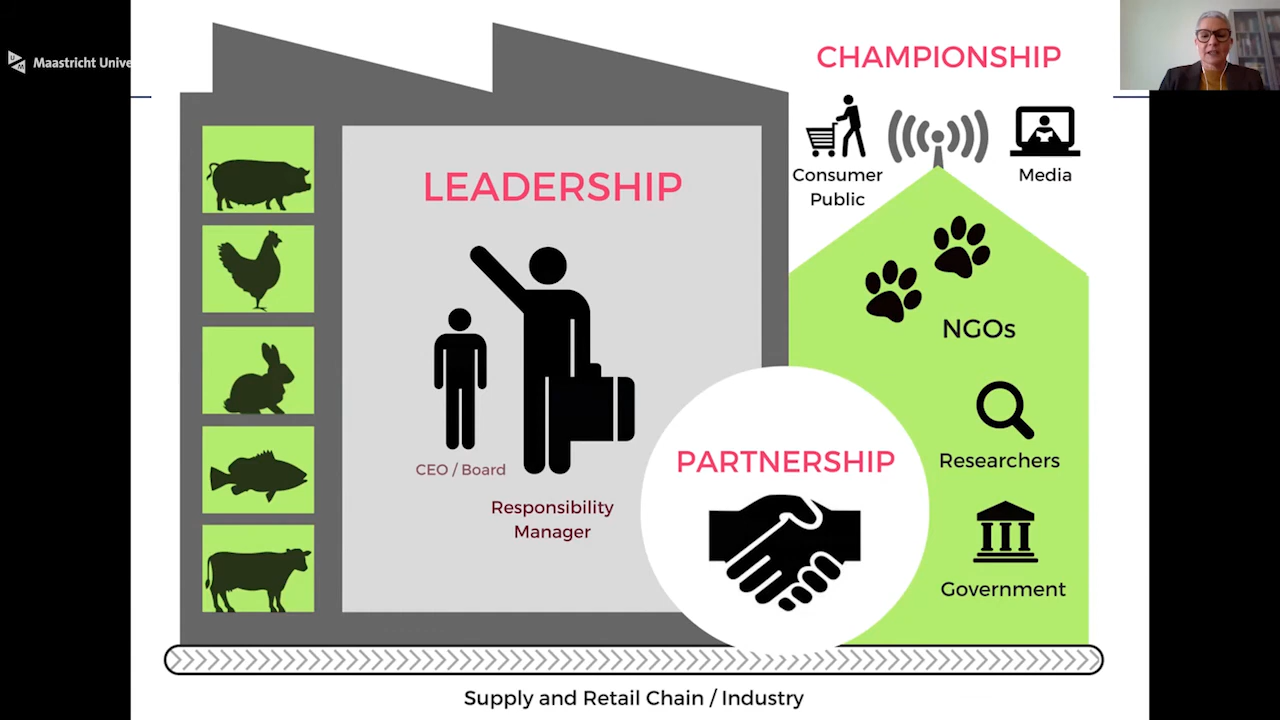 Maastricht
CHAMPIONSHIP
Consumer
Public
Media
LEADERSHIP
NGOs
CEO / Board
Responsibility
Manager
PARTNERSHIP
Researchers
Government
Supply and Retail Chain / Industry